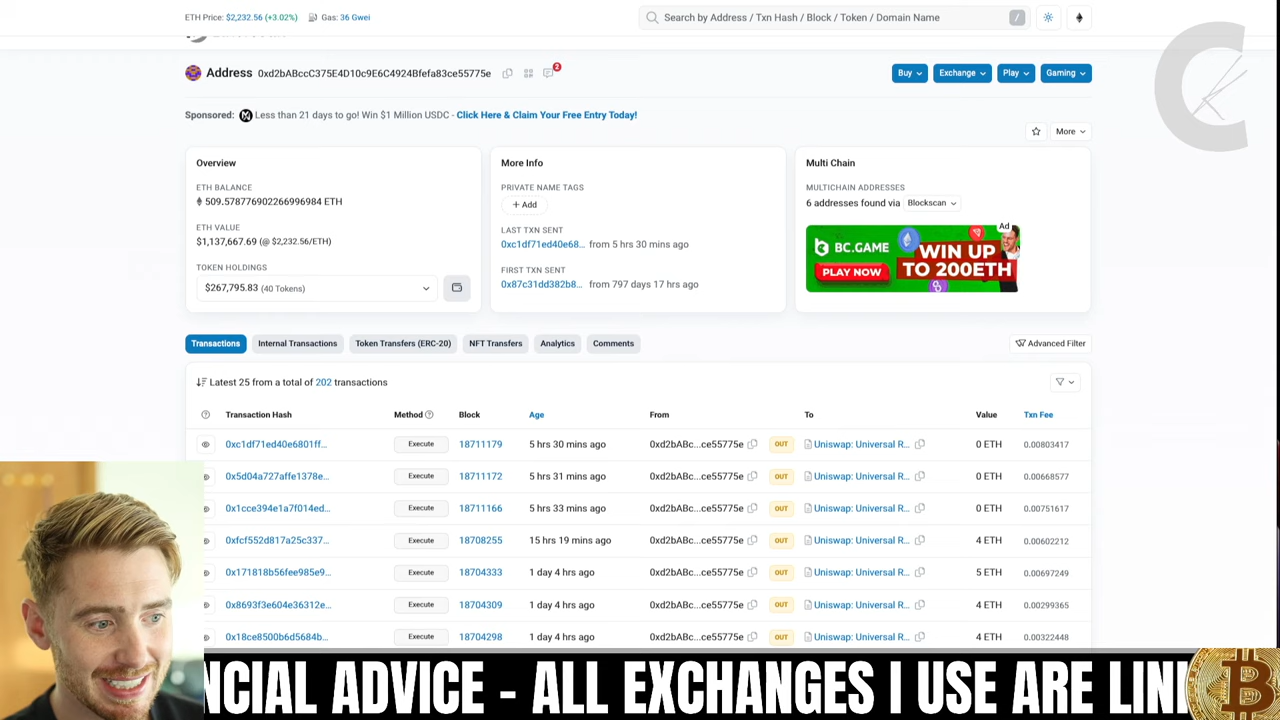 ETH Price: $2,232.56 (+3.02%) Gas: 36 Gwei
Search by Address / Txn Hash / Block / Token / Domain Name /
Address 0xd2bABccC375E4D10c9E6C4924Bfefa83ce55775e 2
Buy Exchange Play Gaming
Sponsored: Less than 21 days to go! Win $1 Million USDC - Click Here & Claim Your Free Entry Today!
More
Overview
ETH BALANCE
509.578776902266996984 ETH
ETH VALUE
$1,137,667.69 (@ $2,232.56/ETH)
TOKEN HOLDINGS
$267,795.83 (40 Tokens)
More Info
PRIVATE NAME TAGS
+ Add
LAST TXN SENT
0xc1df71ed40e68... from 5 hrs 30 mins ago
FIRST TXN SENT
0x87c31dd382b8... from 797 days 17 hrs ago
Multi Chain
MULTICHAIN ADDRESSES
6 addresses found via Blockscan
Ad
BC.GAME
PLAY NOW
WIN UP
TO 200ETH
Transactions Internal Transactions Token Transfers (ERC-20) NFT Transfers Analytics Comments Advanced Filter
Latest 25 from a total of 202 transactions
Transaction Hash Method Block Age From To Value Txn Fee
0xc1df71ed40e6801ff... Execute 18711179 5 hrs 30 mins ago 0xd2bABc...ce55775e OUT Uniswap: Universal R... 0 ETH 0.00803417
0x5d04a727affe1378e... Execute 18711172 5 hrs 31 mins ago 0xd2bABc...ce55775e OUT Uniswap: Universal R... 0 ETH 0.00668577
0x1cce394e1a7f014ed... Execute 18711166 5 hrs 33 mins ago 0xd2bABc...ce55775e OUT Uniswap: Universal R... 0 ETH 0.00751617
0xfcf552d817a25c337... Execute 18708255 15 hrs 19 mins ago 0xd2bABc...ce55775e OUT Uniswap: Universal R... 4 ETH 0.00602212
0x171818b56fee985e9... Execute 18704333 1 day 4 hrs ago 0xd2bABc...ce55775e OUT Uniswap: Universal R... 5 ETH 0.00697249
0x8693f3e604e36312e... Execute 18704309 1 day 4 hrs ago 0xd2bABc...ce55775e OUT Uniswap: Universal R... 4 ETH 0.00299365
0x18ce8500b6d5684b... Execute 18704298 1 day 4 hrs ago 0xd2bABc...ce55775e OUT Uniswap: Universal R... 4 ETH 0.00322448
NCIAL ADVICE - ALL EXCHANGES I USE ARE LIN